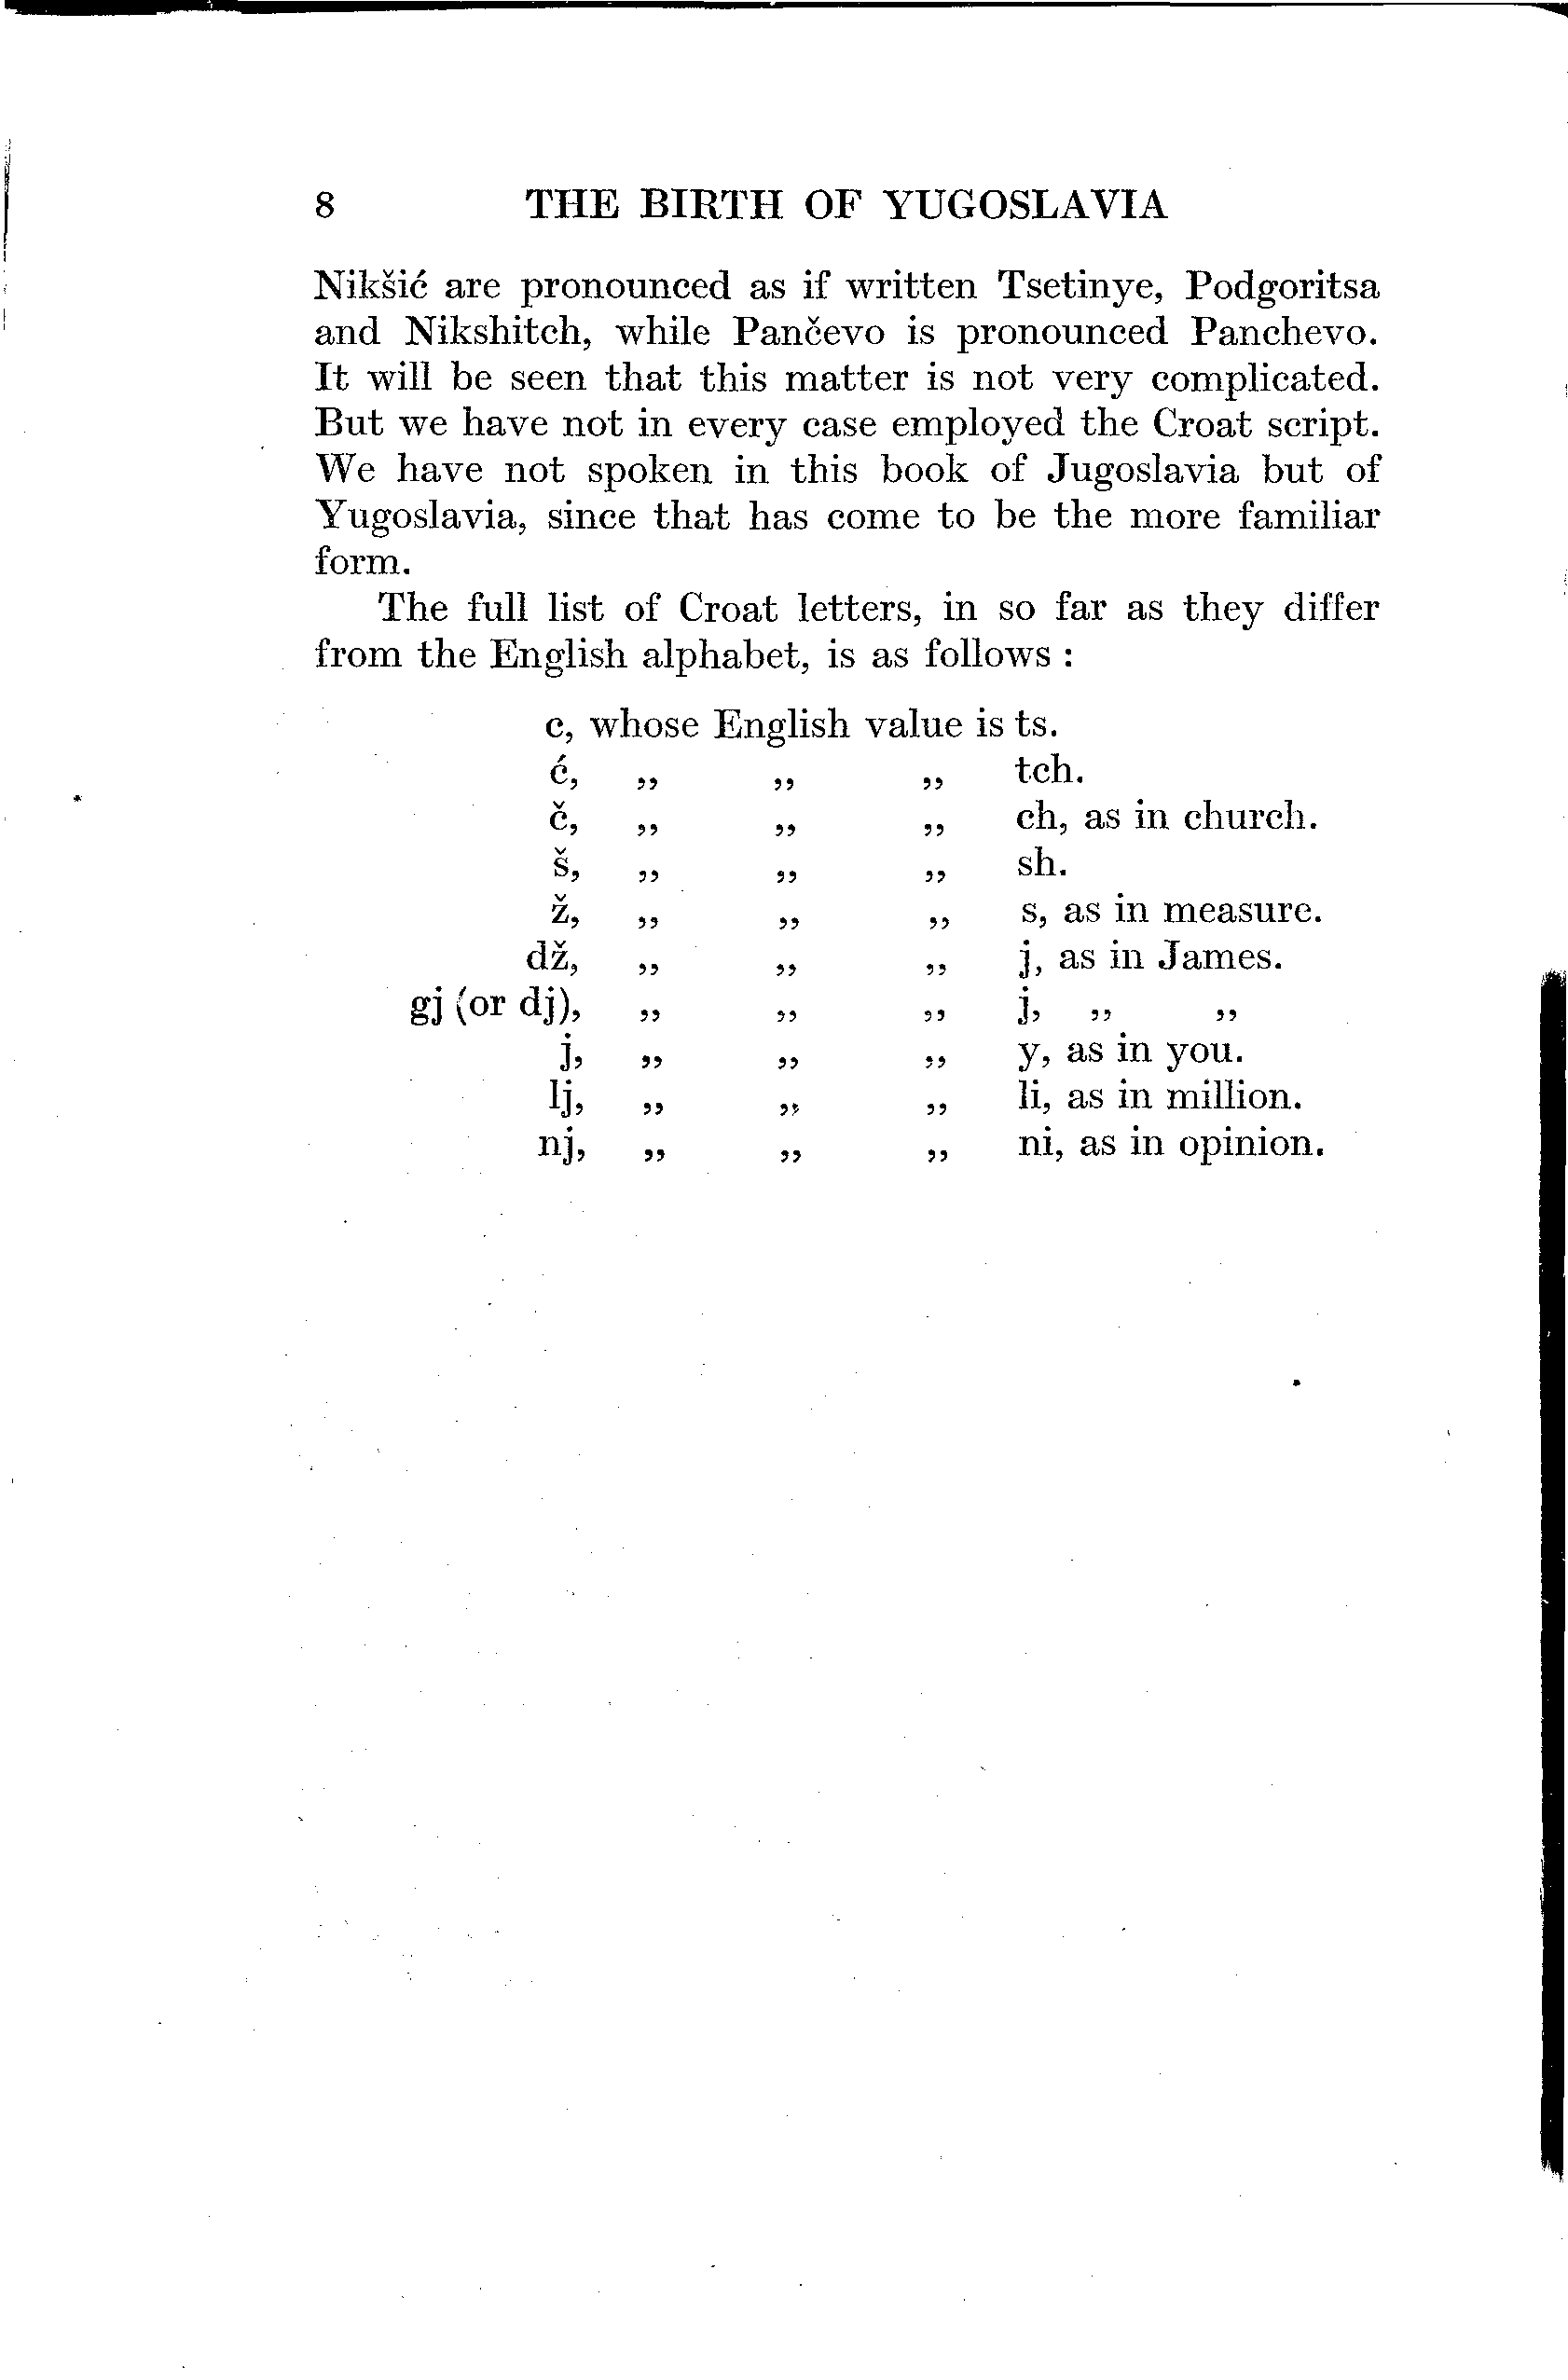 8 THE BIRTH OF YUGOSLAVIA
Nikšić are pronounced as if written Tsetinye, Podgoritsa
and Nikshitch, while Pančevo is pronounced Panchevo.
It will be seen that this matter is not very complicated.
But we have not in every case employed the Croat script.
We have not spoken in this book of Jugoslavia but of
Yugoslavia, since that has come to be the more familiar
form.
The full list of Croat letters, in so far as they differ
from the English alphabet, is as follows :
c, whose English value is ts.
ć, ,, ,, ,, tch.
č, ,, ,, ,, ch, as in church.
š, ,, ,, ,, sh.
ž, ,, ,, ,, s, as in measure.
dž, ,, ,, ,, j, as in James.
gj (or dj), ,, ,, ,, j, ,, ,,
j, ,, ,, ,, y, as in you.
lj, ,, ,, ,, li, as in million.
nj, ,, ,, ,, ni, as in opinion.